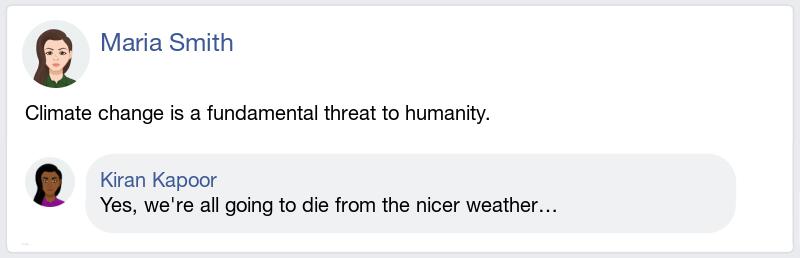 Maria Smith
Climate change is a fundamental threat to humanity.
Kiran Kapoor
Yes, we're all going to die from the nicer weather…